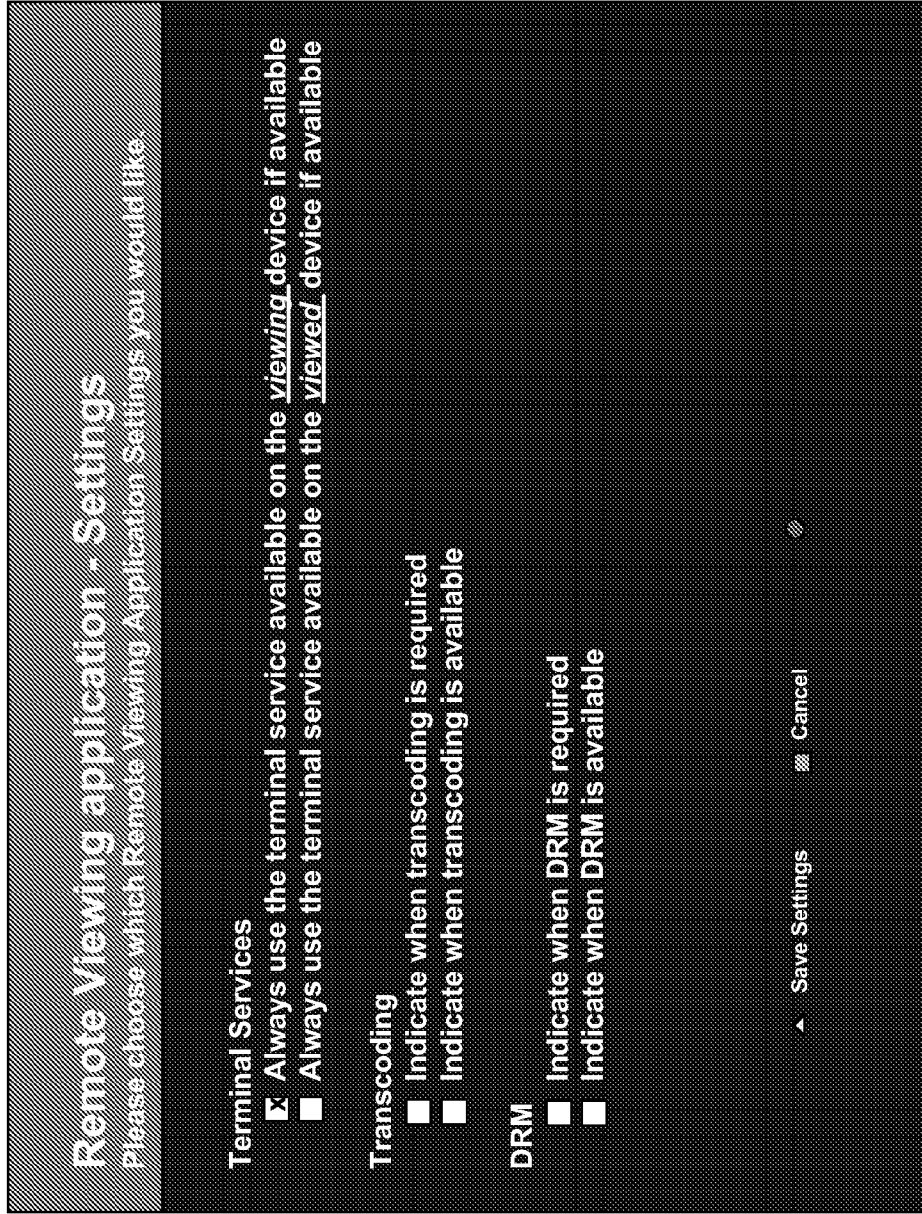 Remote Viewing application - Settings
Please choose which Remote Viewing Application Settings you would like.
Terminal Services
x Always use the terminal service available on the viewing device if available
Always use the terminal service available on the viewed device if available
Transcoding
Indicate when transcoding is required
Indicate when transcoding is available
DRM
Indicate when DRM is required
Indicate when DRM is available
Save Settings Cancel